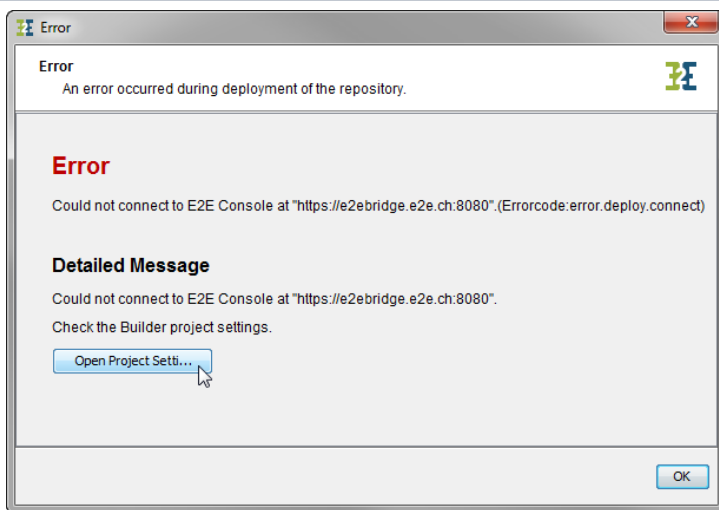 E2E Error
Error
An error occurred during deployment of the repository.
E2E
Error
Could not connect to E2E Console at "https://e2ebridge.e2e.ch:8080".(Errorcode:error.deploy.connect)
Detailed Message
Could not connect to E2E Console at "https://e2ebridge.e2e.ch:8080".
Check the Builder project settings.
Open Project Setti...
OK